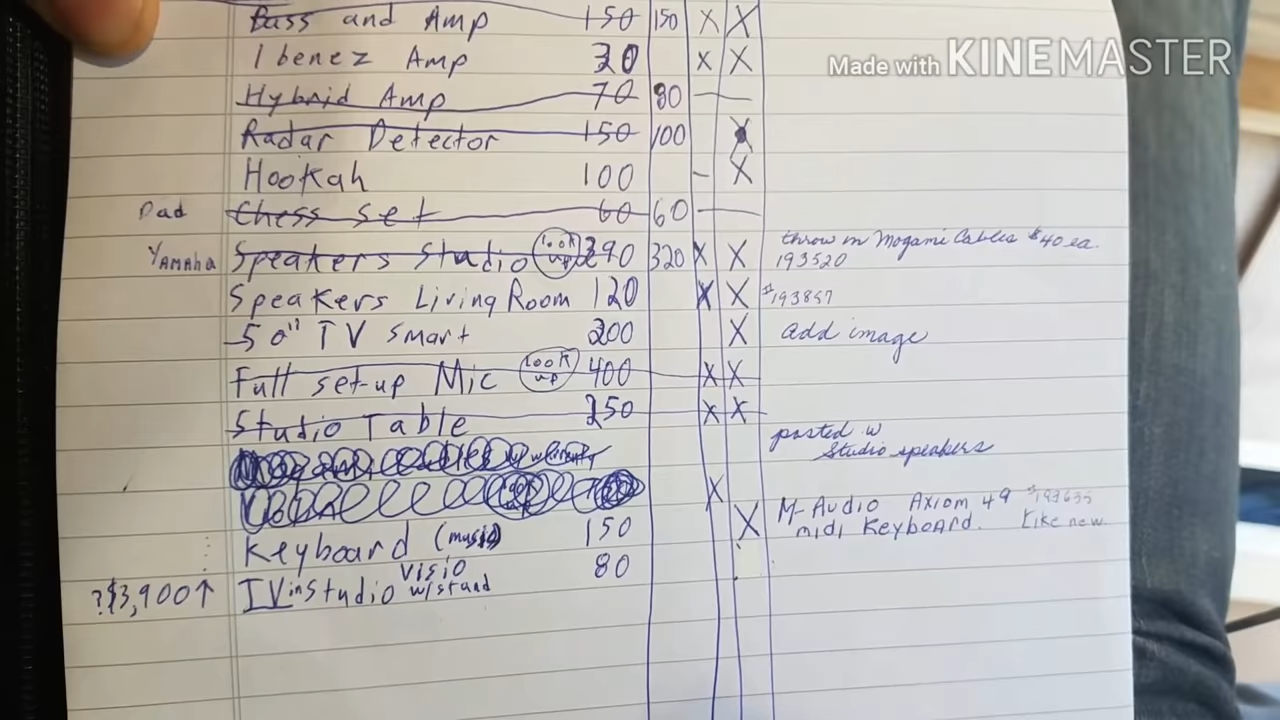 Bass and Amp 150 150 X X
Made with KINEMASTER
Ibenez Amp 30 X X
Hybrid Amp 70 80 —
Radar Detector 150 100 X
Hookah 100 - X
Dad Chess set 60 60 —
Yamaha Speakers Studio look up 290 320 X X throw in Mogami Cables $40 ea.
193520
Speakers Living Room 120 X X #193857
50" TV smart 200 X add image
Full set-up Mic look up 400 X X
Studio Table 250 X X
posted w
Studio speakers
X
M-Audio Axiom 49 #193635
Keyboard (music) 150 X midi Keyboard. Like new
?$3,900↑ TV in studio Visio w/stand 80